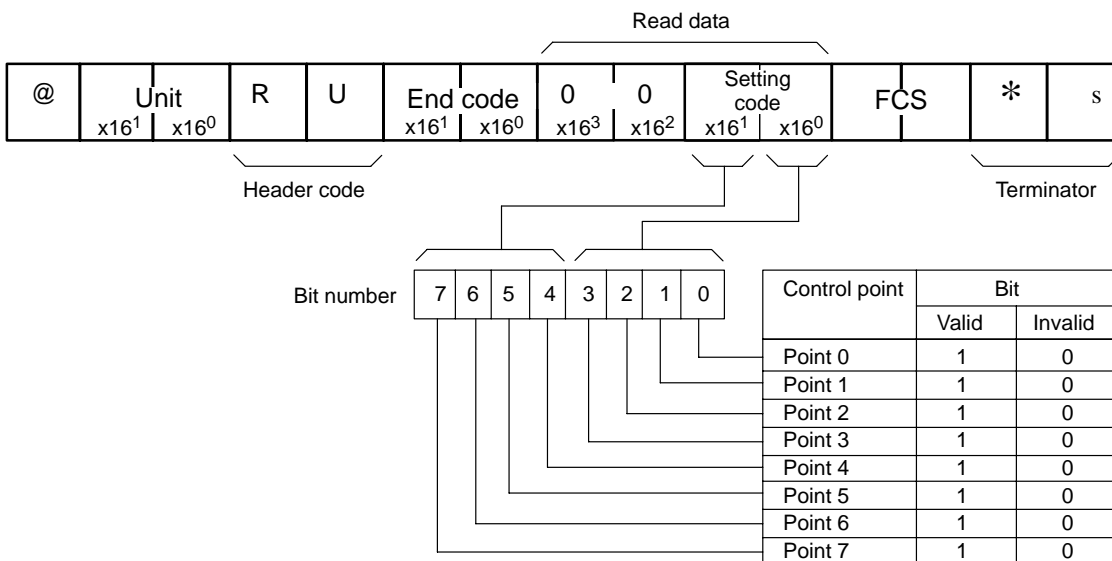 Read data
@ Unit R U End code 0 0 Setting code FCS * s
x16¹ x16⁰ x16¹ x16⁰ x16³ x16² x16¹ x16⁰
Header code Terminator
Bit number 7 6 5 4 3 2 1 0
Control point Bit
Valid Invalid
Point 0 1 0
Point 1 1 0
Point 2 1 0
Point 3 1 0
Point 4 1 0
Point 5 1 0
Point 6 1 0
Point 7 1 0